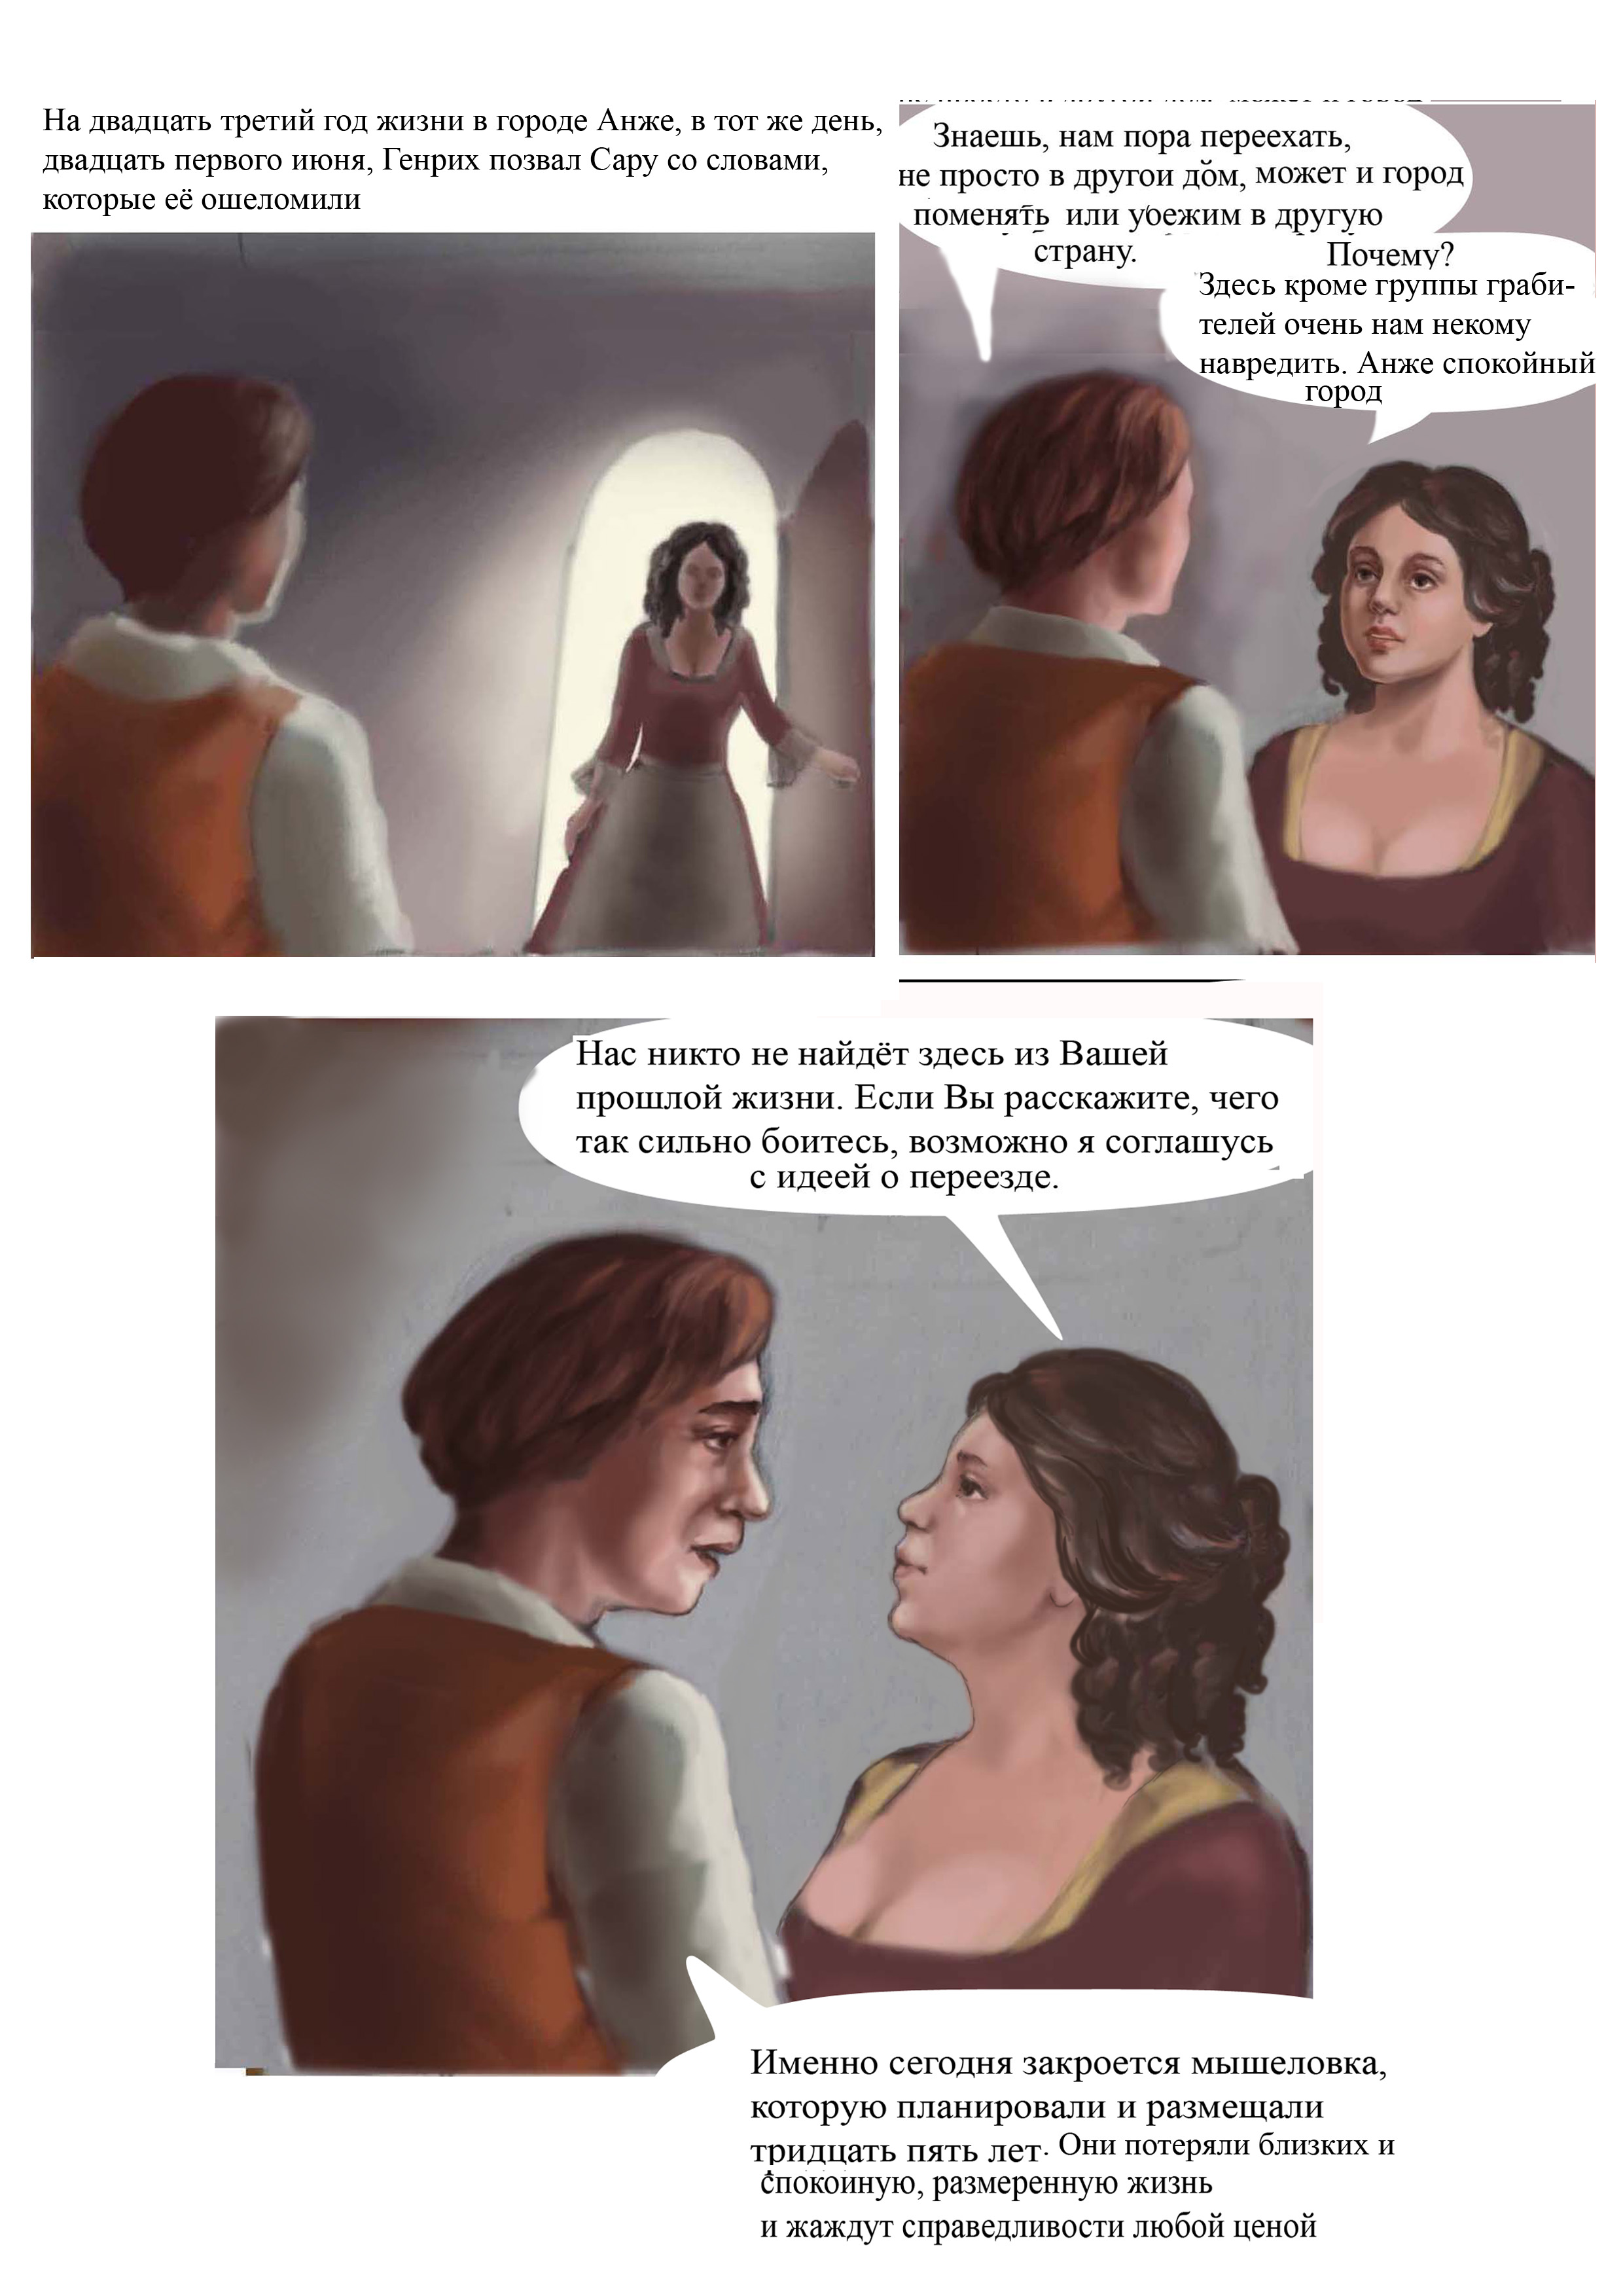 На двадцать третий год жизни в городе Анже, в тот же день,
двадцать первого июня, Генрих позвал Сару со словами,
которые её ошеломили
Знаешь, нам пора переехать,
не просто в другои дом, может и город
поменять или убежим в другую
страну.
Почему?
Здесь кроме группы граби-
телей очень нам некому
навредить. Анже спокойный
город
Нас никто не найдёт здесь из Вашей
прошлой жизни. Если Вы расскажите, чего
так сильно боитесь, возможно я соглашусь
с идеей о переезде.
Именно сегодня закроется мышеловка,
которую планировали и размещали
тридцать пять лет. Они потеряли близких и
спокойную, размеренную жизнь
и жаждут справедливости любой ценой